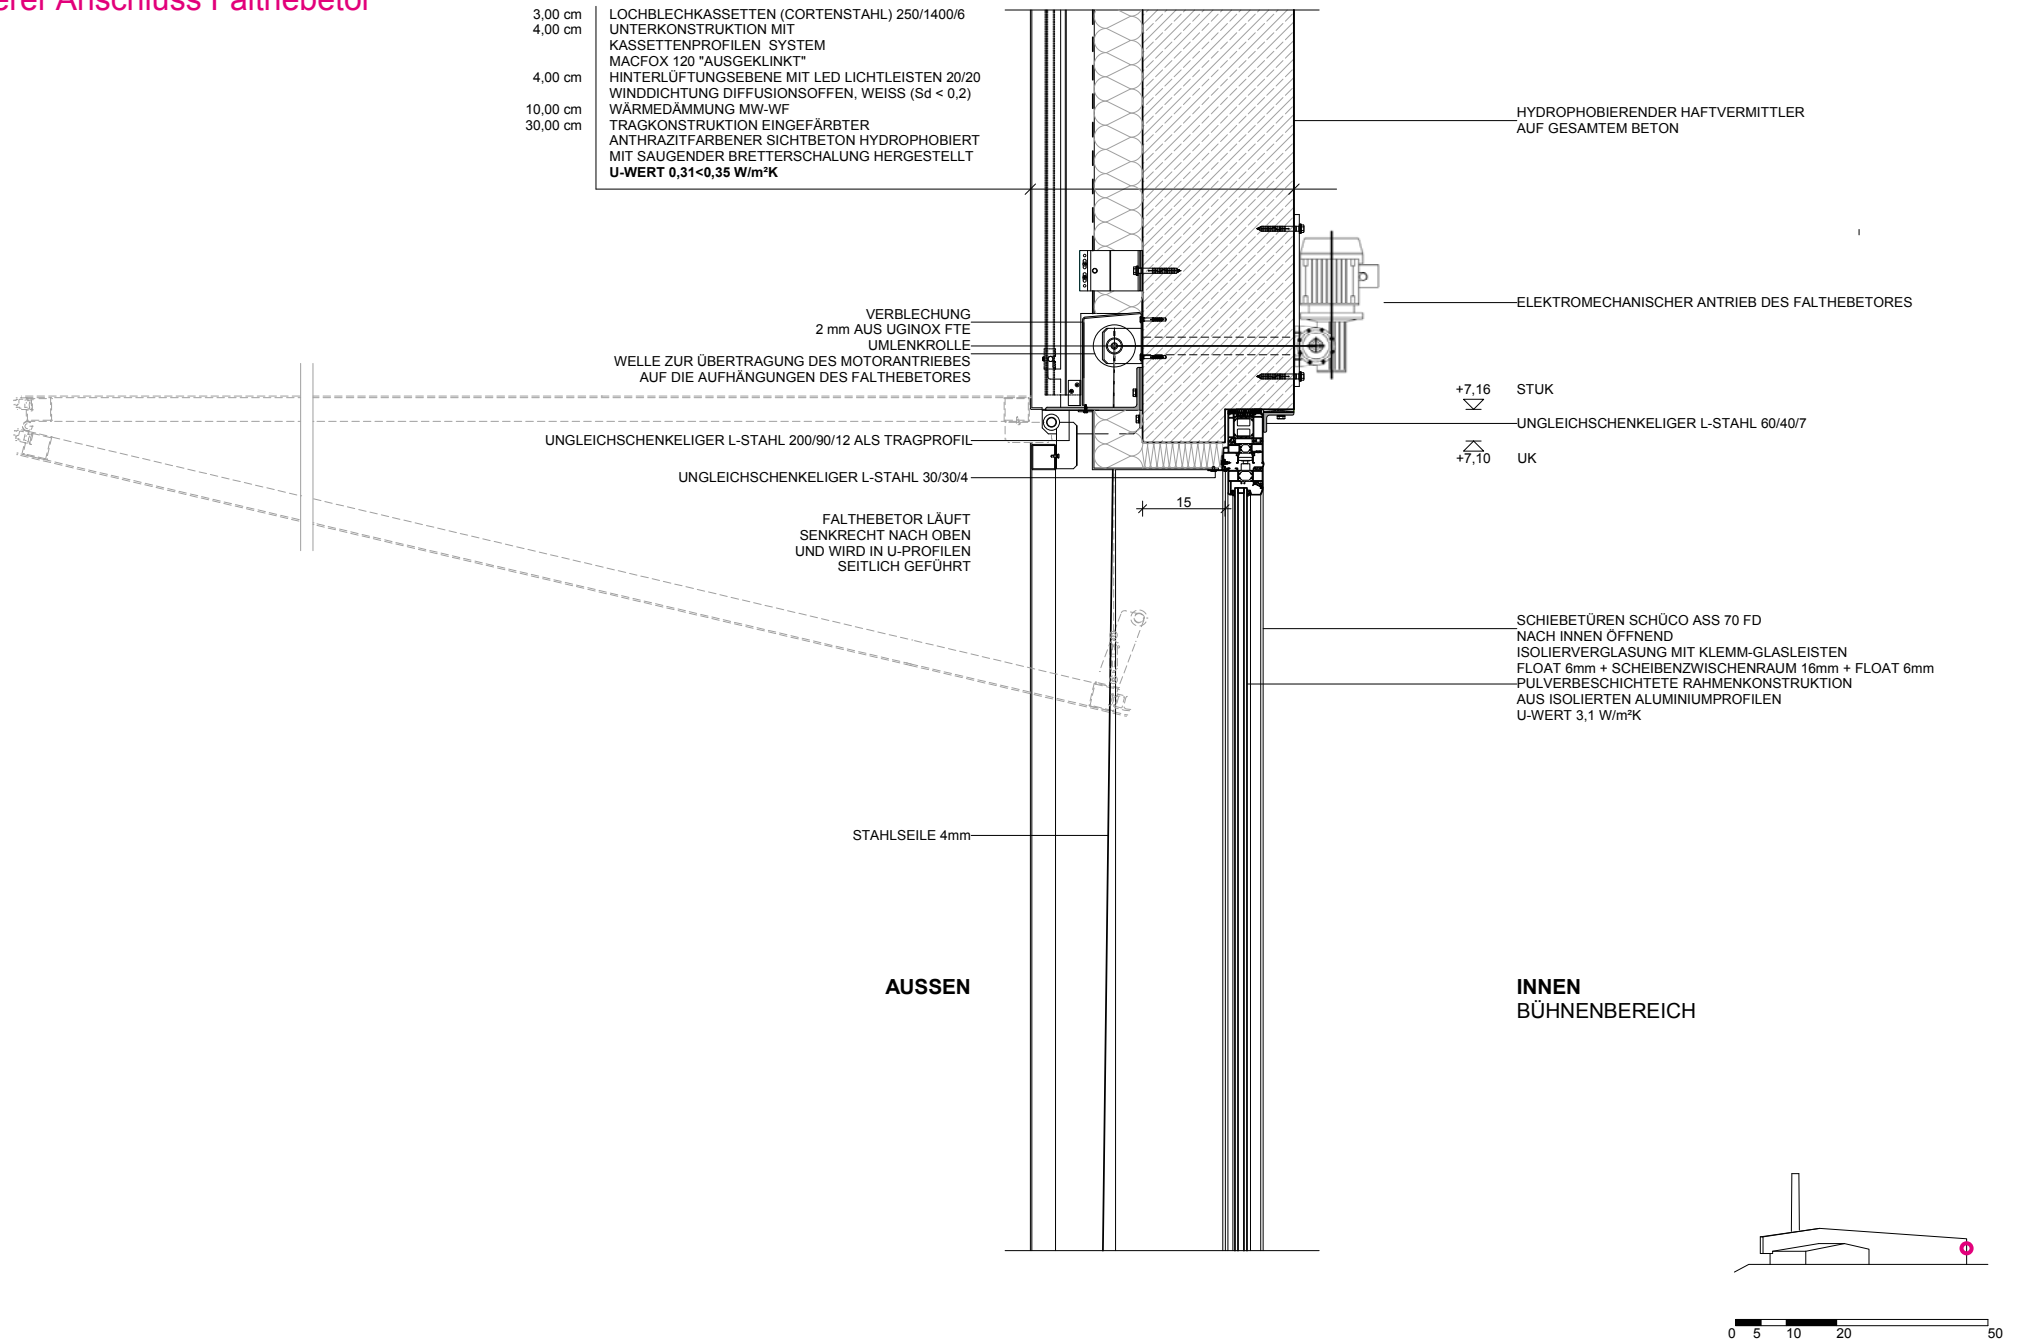 Anschluss Falthebetor
3,00 cm LOCHBLECHKASSETTEN (CORTENSTAHL) 250/1400/6
4,00 cm UNTERKONSTRUKTION MIT
KASSETTENPROFILEN SYSTEM
MACFOX 120 "AUSGEKLINKT"
4,00 cm HINTERLÜFTUNGSEBENE MIT LED LICHTLEISTEN 20/20
WINDDICHTUNG DIFFUSIONSOFFEN, WEISS (Sd < 0,2)
10,00 cm WÄRMEDÄMMUNG MW-WF
30,00 cm TRAGKONSTRUKTION EINGEFÄRBTER
ANTHRAZITFARBENER SICHTBETON HYDROPHOBIERT
MIT SAUGENDER BRETTERSCHALUNG HERGESTELLT
U-WERT 0,31<0,35 W/m²K
HYDROPHOBIERENDER HAFTVERMITTLER
AUF GESAMTEM BETON
ELEKTROMECHANISCHER ANTRIEB DES FALTHEBETORES
VERBLECHUNG
2 mm AUS UGINOX FTE
UMLENKROLLE
WELLE ZUR ÜBERTRAGUNG DES MOTORANTRIEBES
AUF DIE AUFHÄNGUNGEN DES FALTHEBETORES
+7,16 STUK
UNGLEICHSCHENKELIGER L-STAHL 60/40/7
+7,10 UK
UNGLEICHSCHENKELIGER L-STAHL 200/90/12 ALS TRAGPROFIL
UNGLEICHSCHENKELIGER L-STAHL 30/30/4
15
FALTHEBETOR LÄUFT
SENKRECHT NACH OBEN
UND WIRD IN U-PROFILEN
SEITLICH GEFÜHRT
SCHIEBETÜREN SCHÜCO ASS 70 FD
NACH INNEN ÖFFNEND
ISOLIERVERGLASUNG MIT KLEMM-GLASLEISTEN
FLOAT 6mm + SCHEIBENZWISCHENRAUM 16mm + FLOAT 6mm
PULVERBESCHICHTETE RAHMENKONSTRUKTION
AUS ISOLIERTEN ALUMINIUMPROFILEN
U-WERT 3,1 W/m²K
STAHLSEILE 4mm
AUSSEN
INNEN
BÜHNENBEREICH
0 5 10 20 50